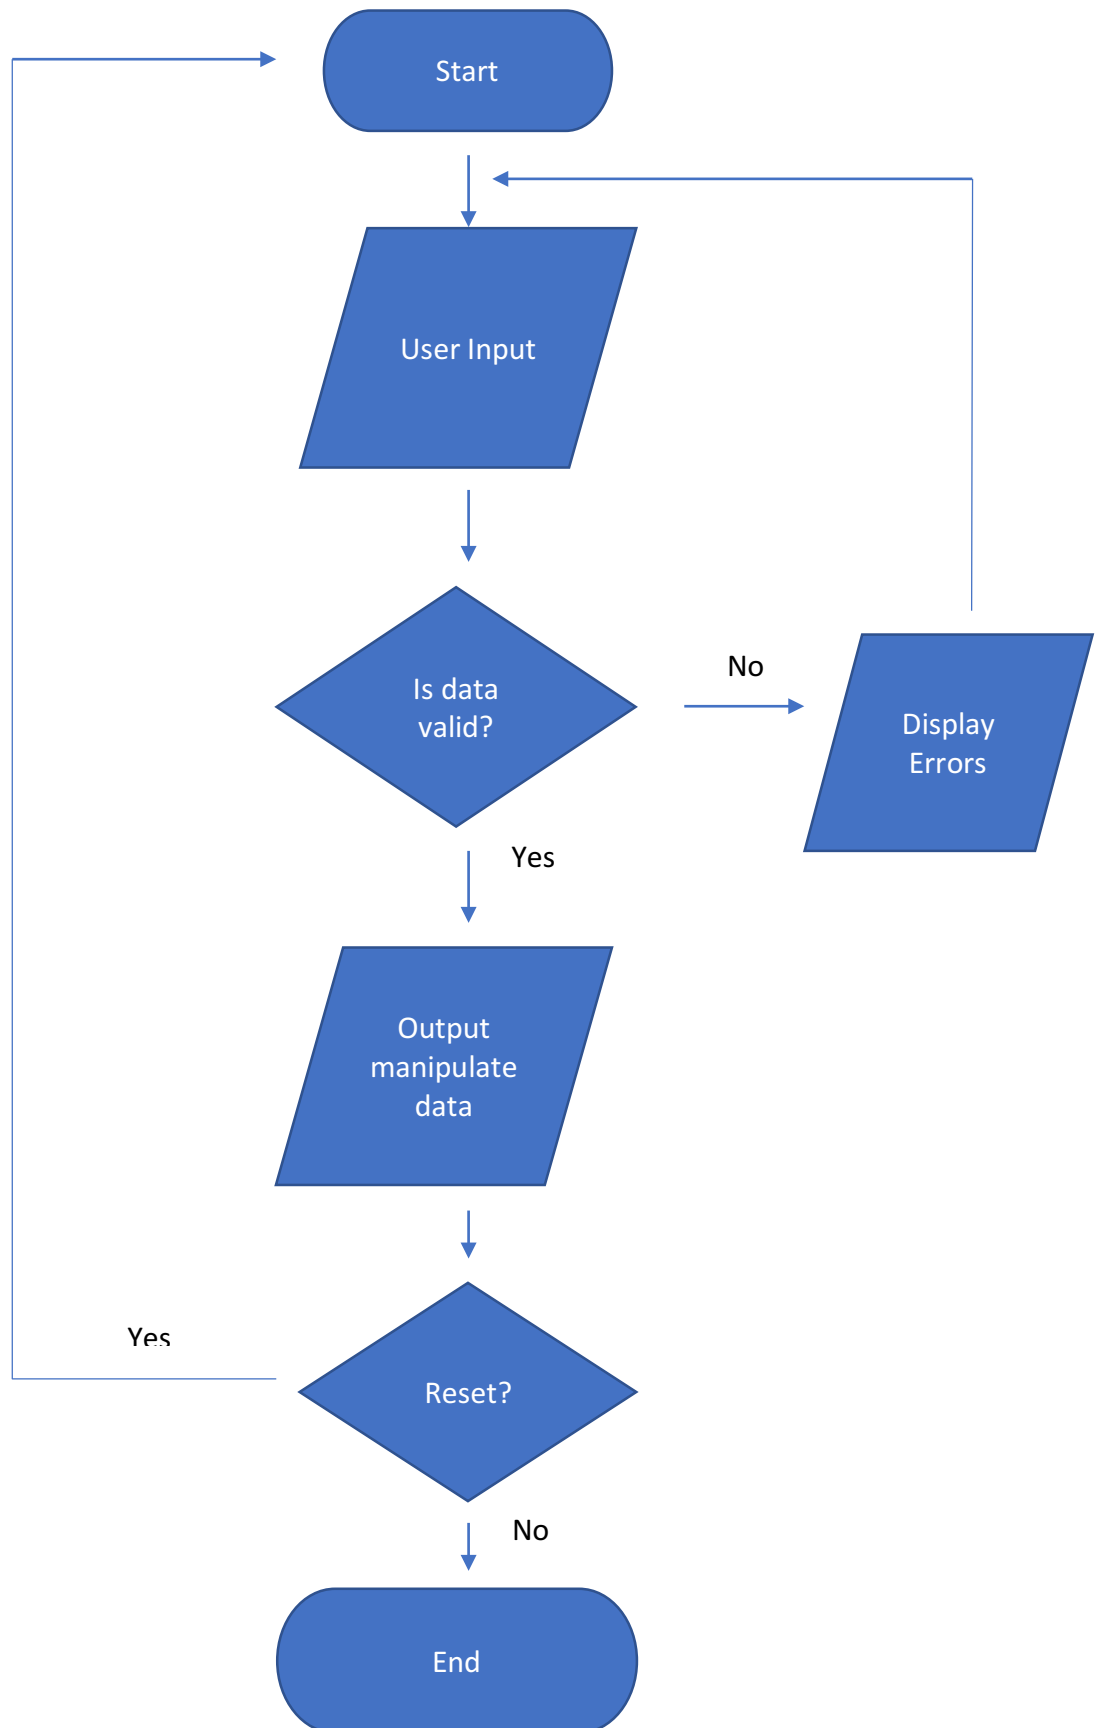 Start
User Input
Is data
valid?
No
Display
Errors
Yes
Output
manipulate
data
Yes
Reset?
No
End